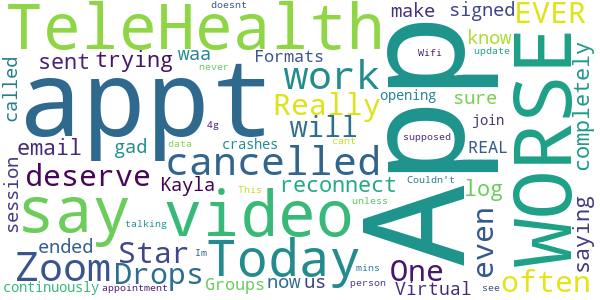 doesnt
TeleHealth make signed EVER
sent trying waa Formats know
called appt App WORSE completely
work Wifi update
never Really opening sure
email gad 4g will supposed join
data crashes cant REAL
session deserve cancelled
Kayla reconnect Couldn't log
say video This unless even saying
talking
ended Star Today One
Zoom Drops Im Groups now us Virtual often
continuously appointment mins person see